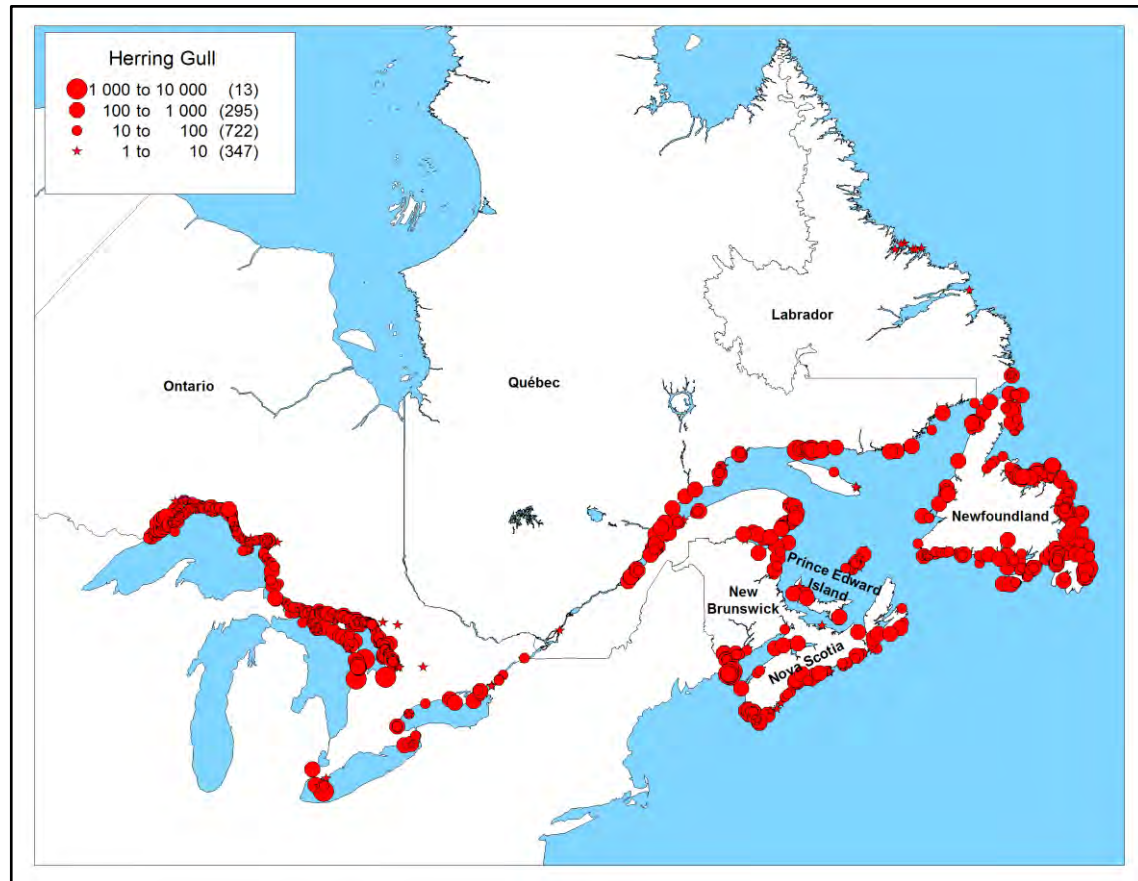 Herring Gull
1 000 to 10 000 (13)
100 to 1 000 (295)
10 to 100 (722)
1 to 10 (347)
Labrador
Ontario
Québec
Newfoundland
Prince Edward
Island
New
Brunswick
Nova Scotia